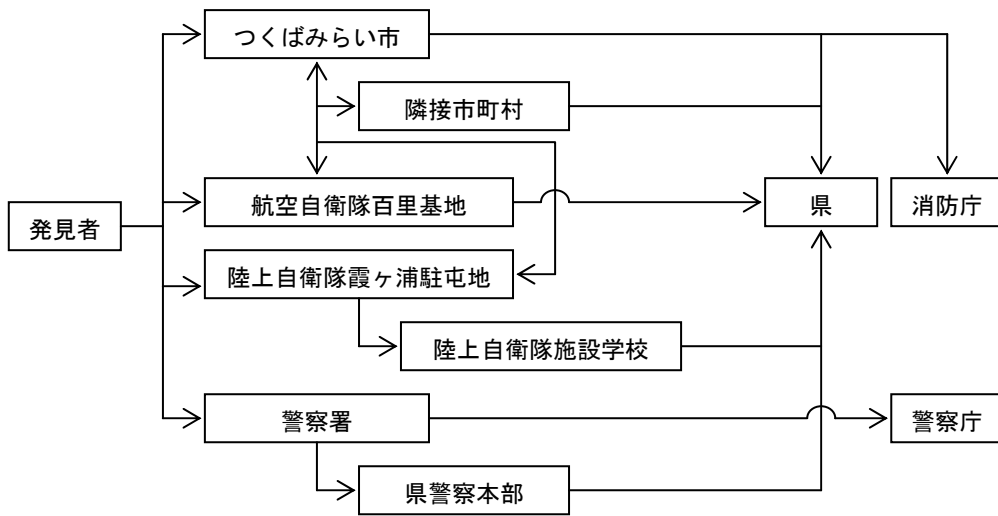 つくばみらい市
隣接市町村
航空自衛隊百里基地
県
消防庁
発見者
陸上自衛隊霞ヶ浦駐屯地
陸上自衛隊施設学校
警察署
警察庁
県警察本部